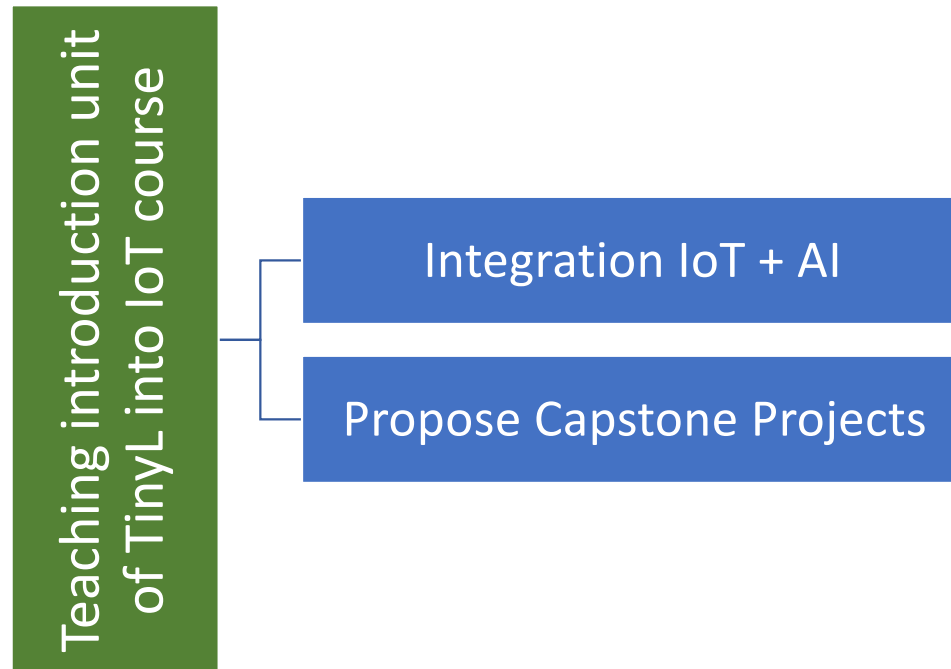 Teaching introduction unit
of TinyL into IoT course
Integration IoT + AI
Propose Capstone Projects